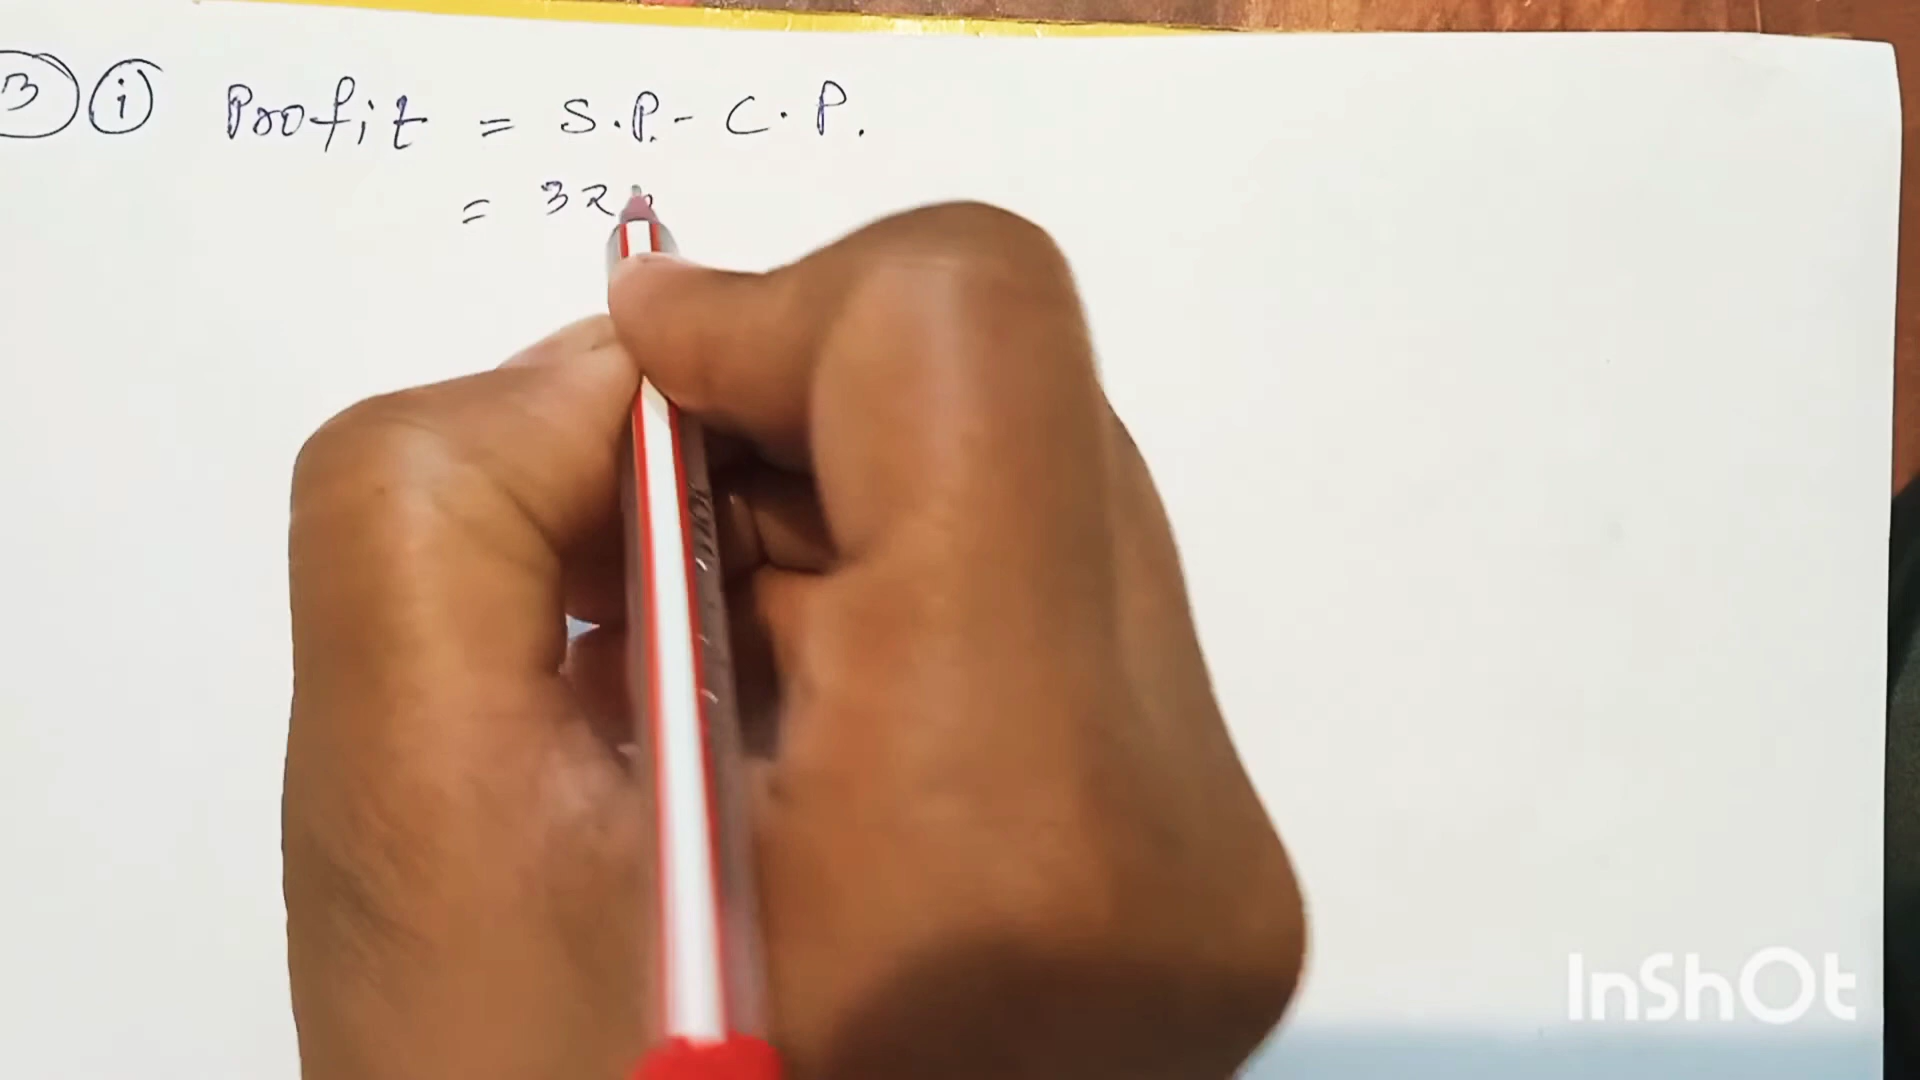 3 i Profit = S.P. - C.P.
= 32
InShOt